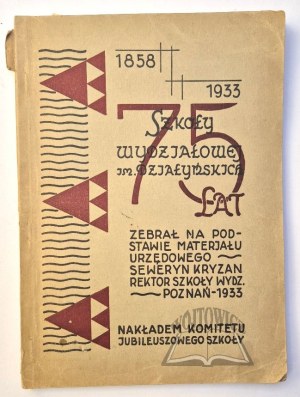 1858
1933
75
Szkoły
Wydziałowej
im. Działyńskich
Lat
Zebrał na pod-
stawie materjału
urzędowego
Seweryn Kryzan
Rektor Szkoły Wydz.
Poznań-1933
Nakładem Komitetu
Jubileuszowego Szkoły